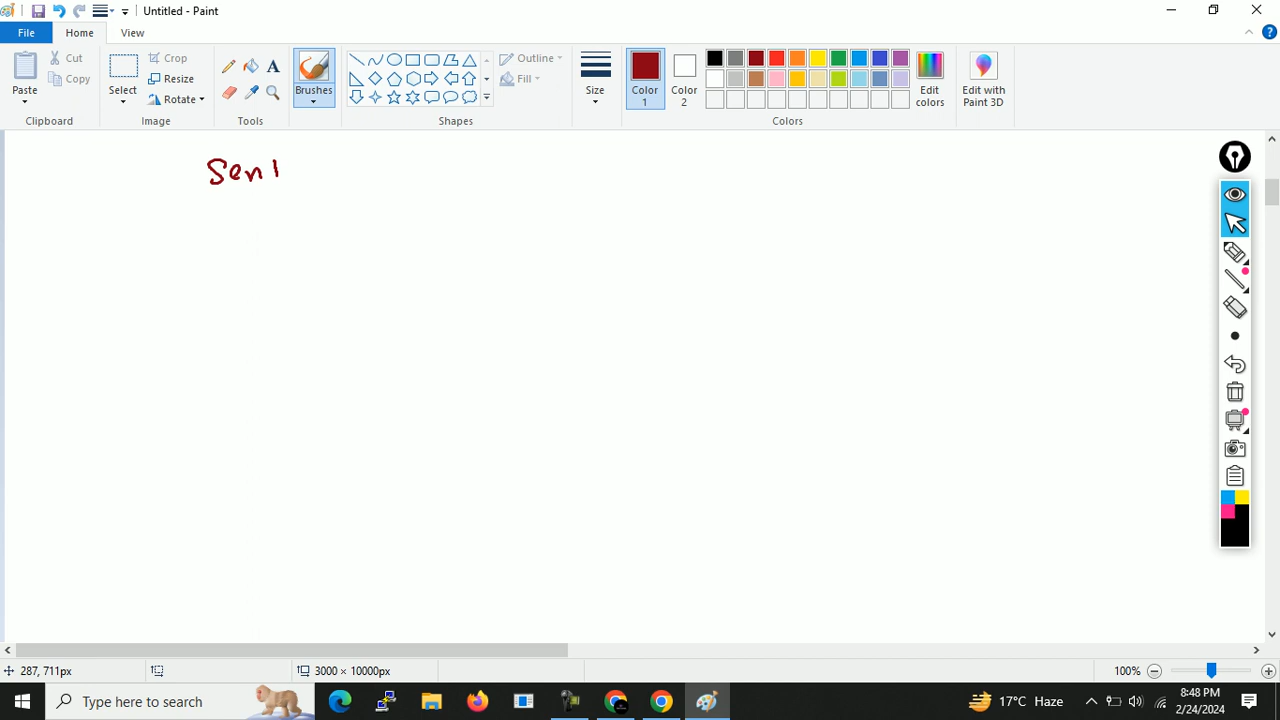 Untitled - Paint
File Home View
Paste
Cut
Copy
Clipboard
Select
Crop
Resize
Rotate
Image
Tools
Brushes
Shapes
Outline
Fill
Size
Color 1
Color 2
Colors
Edit colors
Edit with Paint 3D
Sen
287, 711px
3000 × 10000px
100%
Type here to search
17°C Haze
8:48 PM
2/24/2024